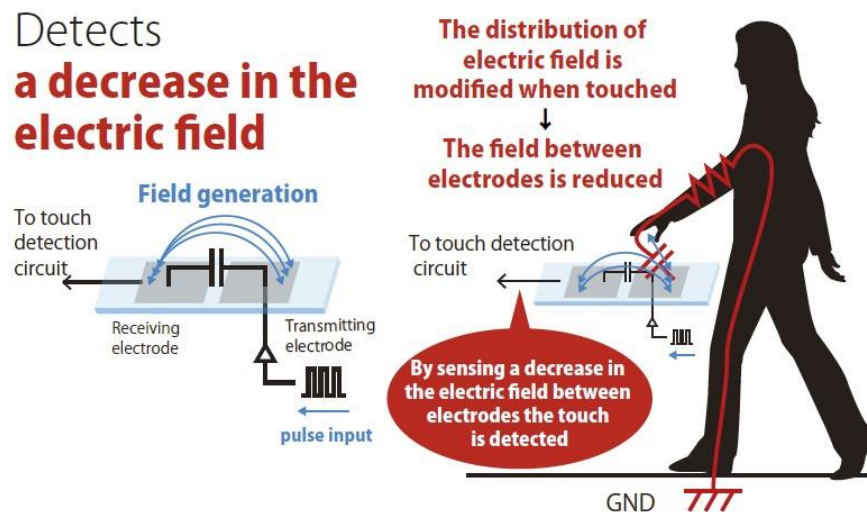 Detects
a decrease in the
electric field
Field generation
To touch
detection
circuit
Receiving
electrode
Transmitting
electrode
pulse input
The distribution of
electric field is
modified when touched
↓
The field between
electrodes is reduced
To touch detection
circuit
By sensing a decrease in
the electric field between
electrodes the touch
is detected
GND